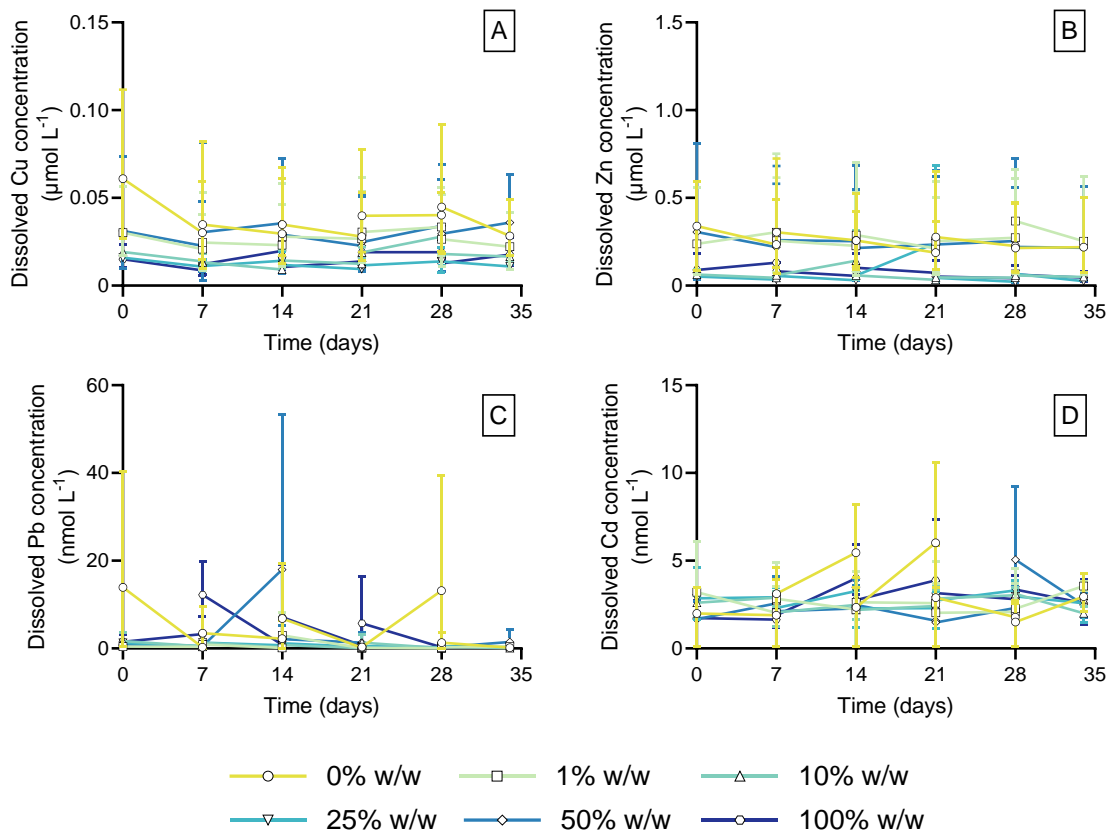 A
Dissolved Cu concentration
(µmol L⁻¹)
0.15
0.10
0.05
0
0 7 14 21 28 35
Time (days)
B
Dissolved Zn concentration
(µmol L⁻¹)
1.5
1.0
0.5
0
0 7 14 21 28 35
Time (days)
C
Dissolved Pb concentration
(nmol L⁻¹)
60
40
20
0
0 7 14 21 28 35
Time (days)
D
Dissolved Cd concentration
(nmol L⁻¹)
15
10
5
0
0 7 14 21 28 35
Time (days)
0% w/w 1% w/w 10% w/w
25% w/w 50% w/w 100% w/w